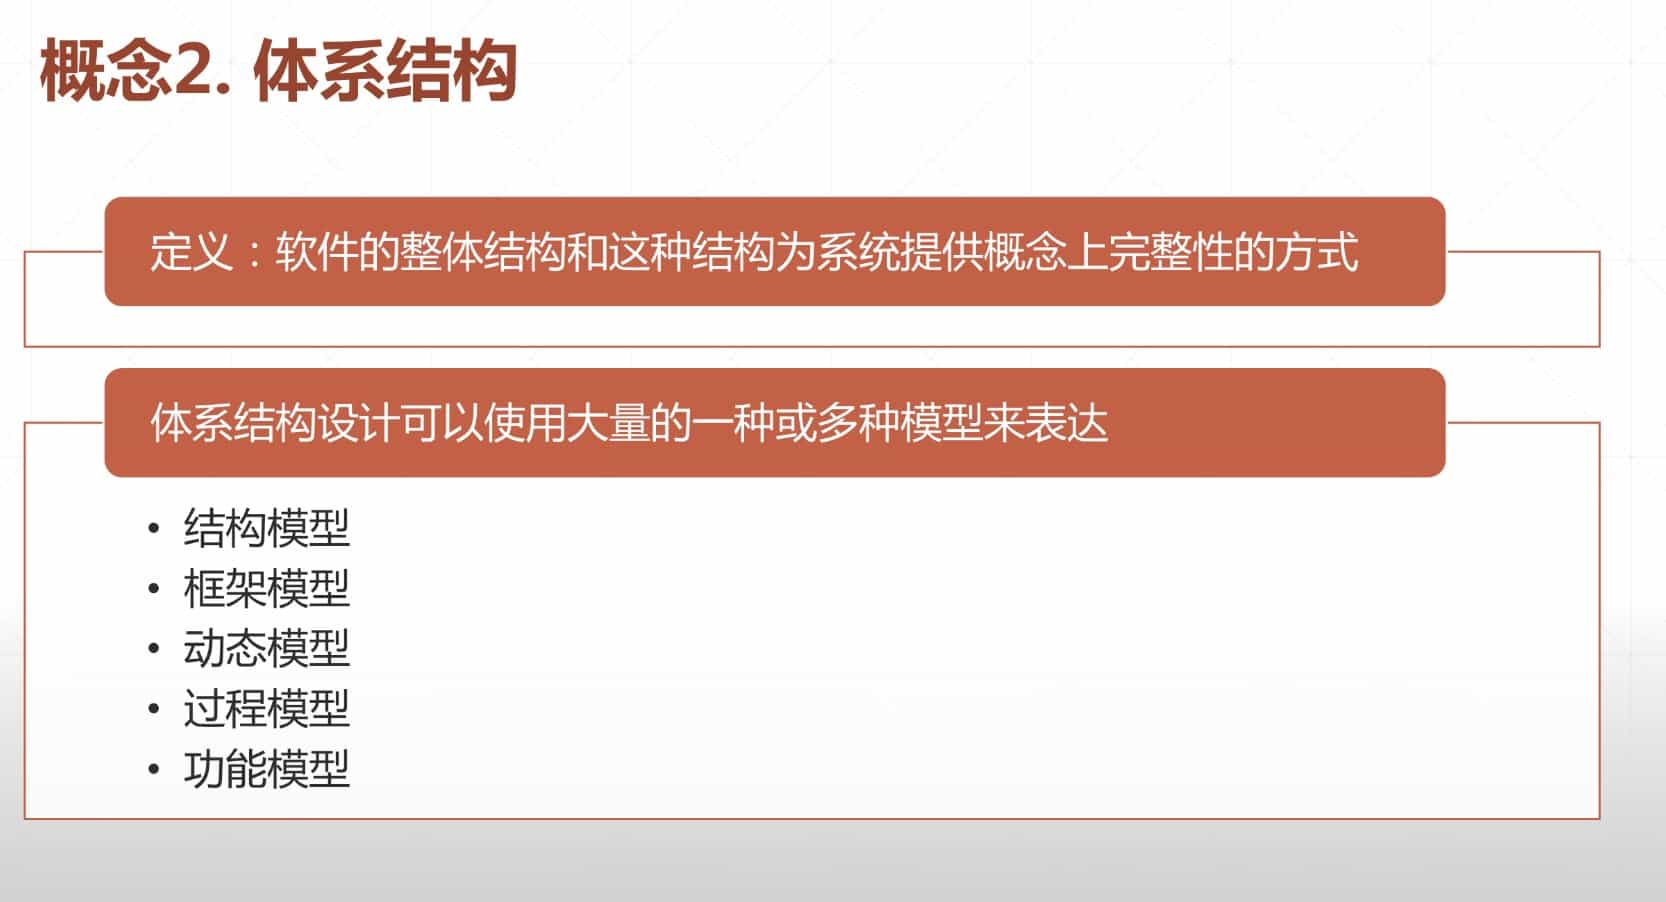 概念2. 体系结构
定义：软件的整体结构和这种结构为系统提供概念上完整性的方式
体系结构设计可以使用大量的一种或多种模型来表达
• 结构模型
• 框架模型
• 动态模型
• 过程模型
• 功能模型